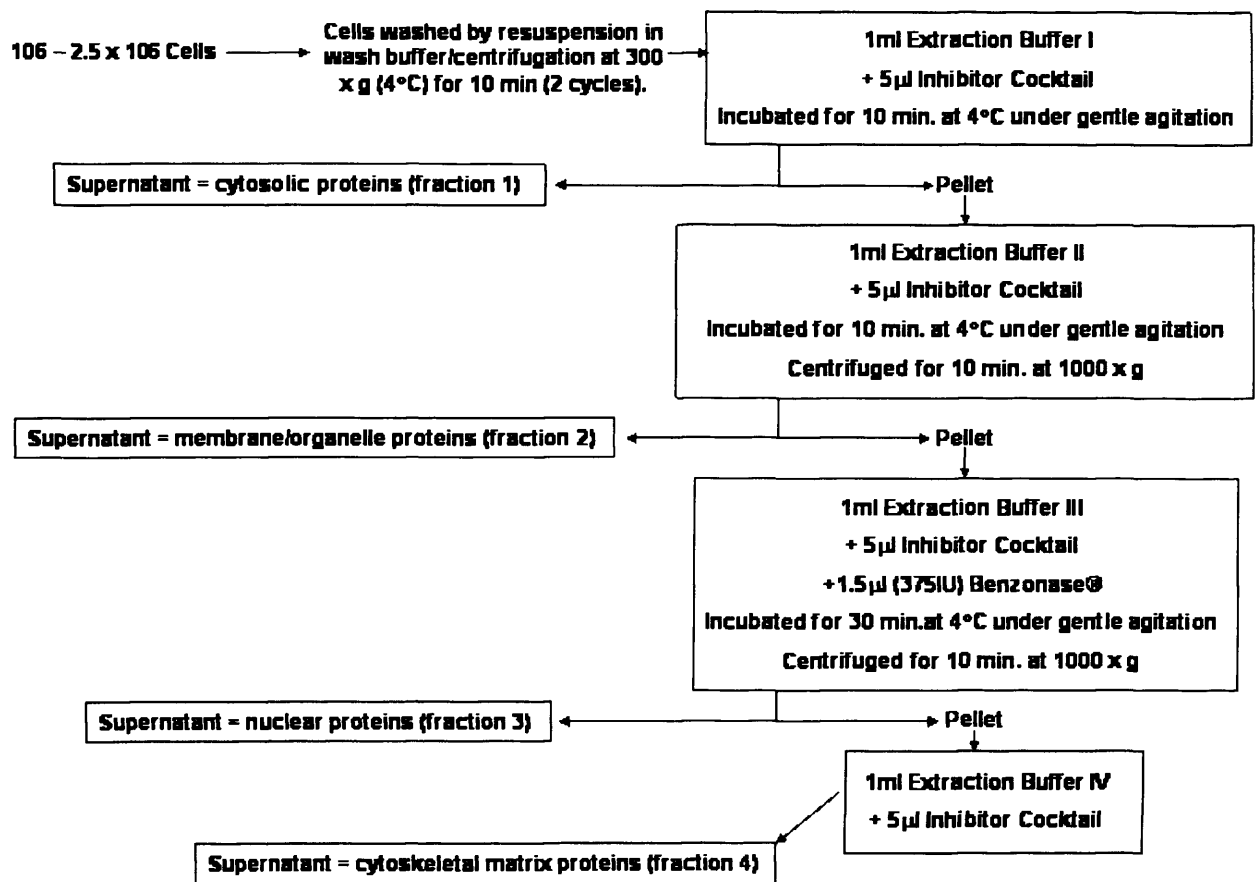 106 – 2.5 x 106 Cells
Cells washed by resuspension in
wash buffer/centrifugation at 300
x g (4°C) for 10 min (2 cycles).
1ml Extraction Buffer I
+ 5µl Inhibitor Cocktail
Incubated for 10 min. at 4°C under gentle agitation
Supernatant = cytosolic proteins (fraction 1)
Pellet
1ml Extraction Buffer II
+ 5µl Inhibitor Cocktail
Incubated for 10 min. at 4°C under gentle agitation
Centrifuged for 10 min. at 1000 x g
Supernatant = membrane/organelle proteins (fraction 2)
Pellet
1ml Extraction Buffer III
+ 5µl Inhibitor Cocktail
+1.5µl (375IU) Benzonase®
Incubated for 30 min.at 4°C under gentle agitation
Centrifuged for 10 min. at 1000 x g
Supernatant = nuclear proteins (fraction 3)
Pellet
1ml Extraction Buffer IV
+ 5µl Inhibitor Cocktail
Supernatant = cytoskeletal matrix proteins (fraction 4)